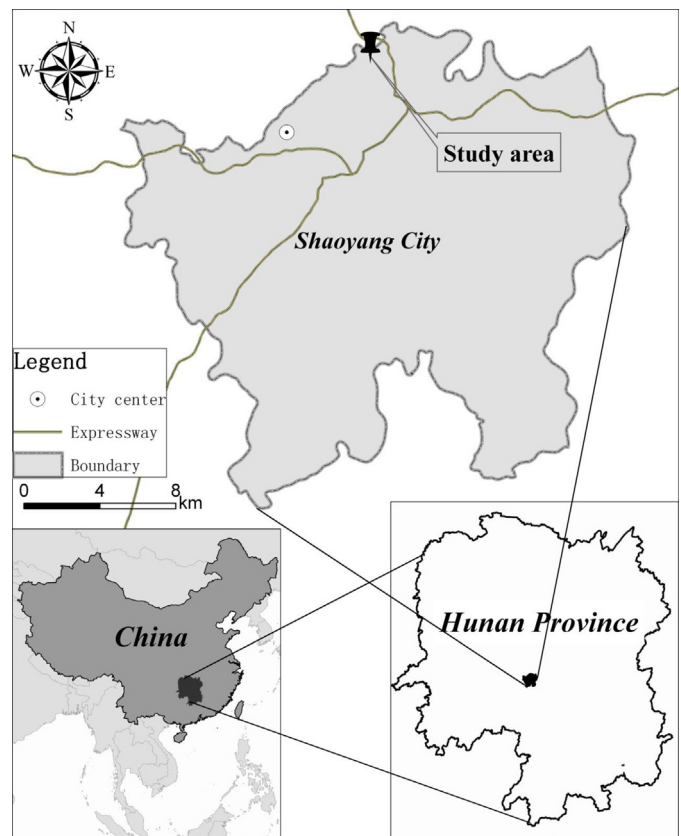 N
W E
S
Study area
Shaoyang City
Legend
City center
Expressway
Boundary
0 4 8
km
China
Hunan Province